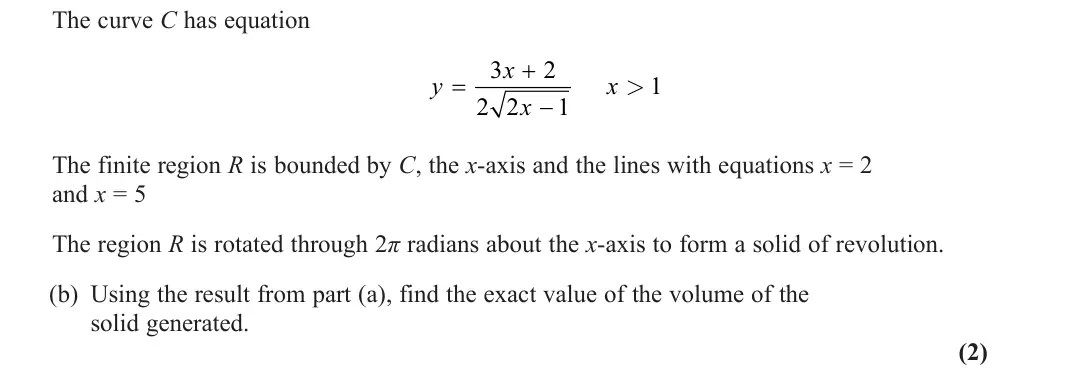 The curve C has equation
y = \frac{3x + 2}{2\sqrt{2x - 1}} x > 1
The finite region R is bounded by C, the x-axis and the lines with equations x = 2
and x = 5
The region R is rotated through 2π radians about the x-axis to form a solid of revolution.
(b) Using the result from part (a), find the exact value of the volume of the
solid generated.
(2)